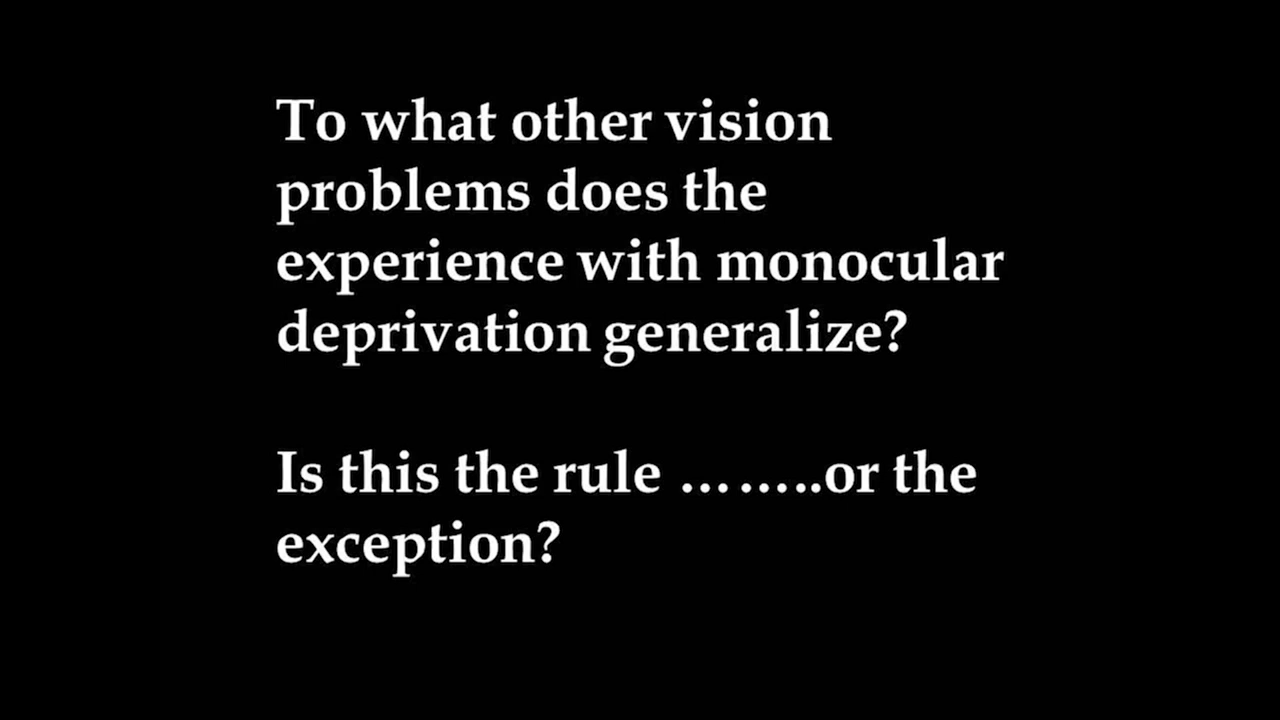 To what other vision
problems does the
experience with monocular
deprivation generalize?
Is this the rule ……..or the
exception?